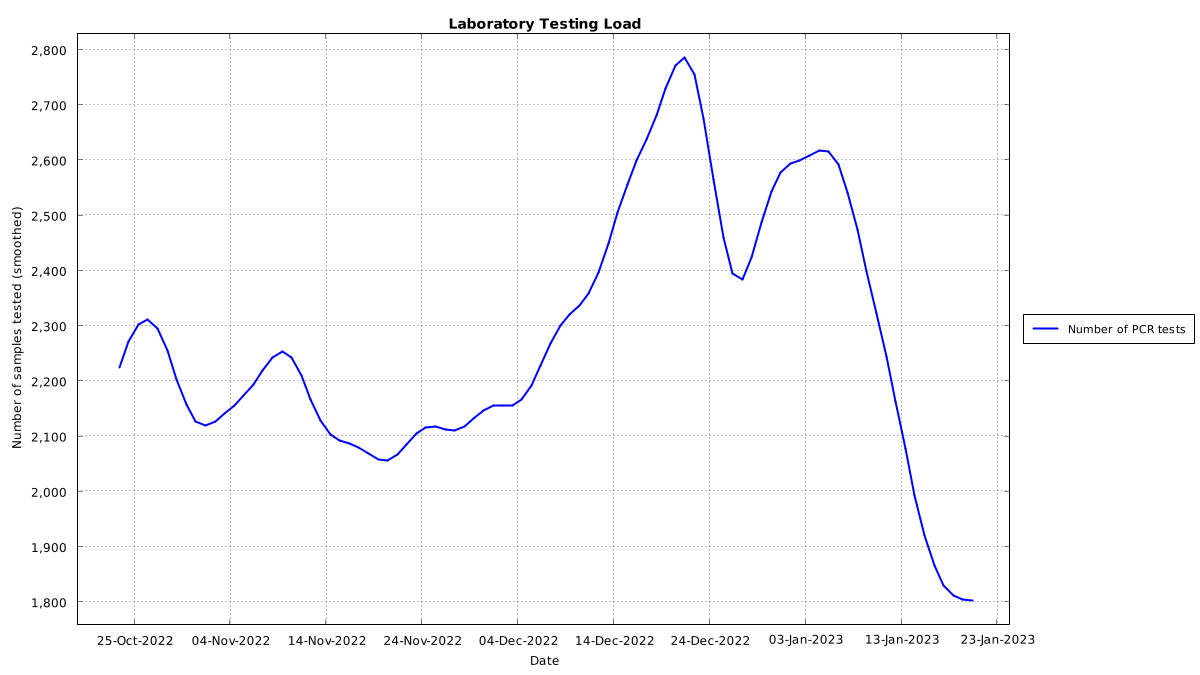 Laboratory Testing Load
Number of samples tested (smoothed)
2,800
2,700
2,600
2,500
2,400
2,300
2,200
2,100
2,000
1,900
1,800
25-Oct-2022
04-Nov-2022
14-Nov-2022
24-Nov-2022
04-Dec-2022
14-Dec-2022
24-Dec-2022
03-Jan-2023
13-Jan-2023
23-Jan-2023
Date
Number of PCR tests